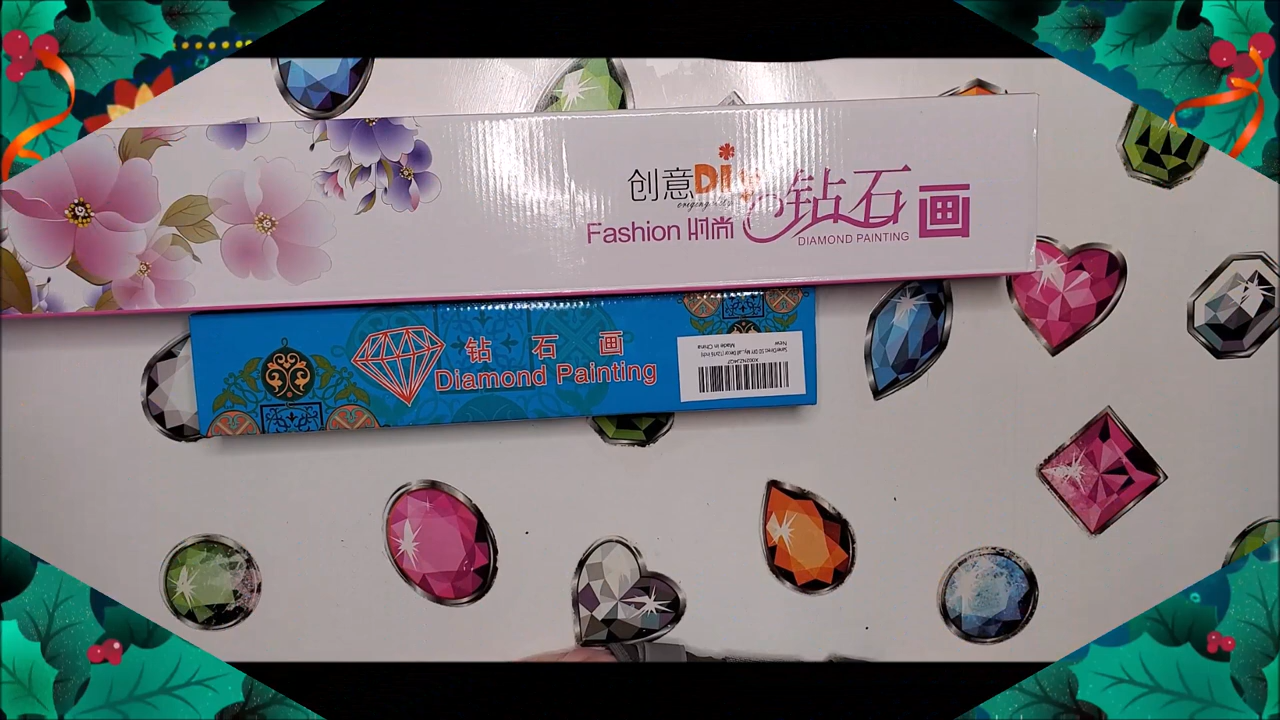 创意DIY
Fashion 时尚 钻石画
DIAMOND PAINTING
钻石画
Diamond Painting
New
Made in China